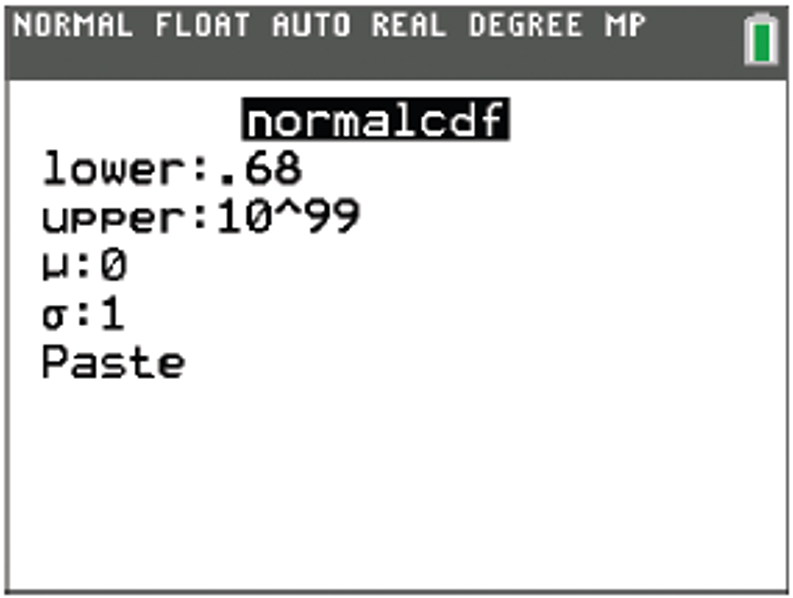 NORMAL FLOAT AUTO REAL DEGREE MP
normalcdf
lower:.68
upper:10^99
μ:0
σ:1
Paste